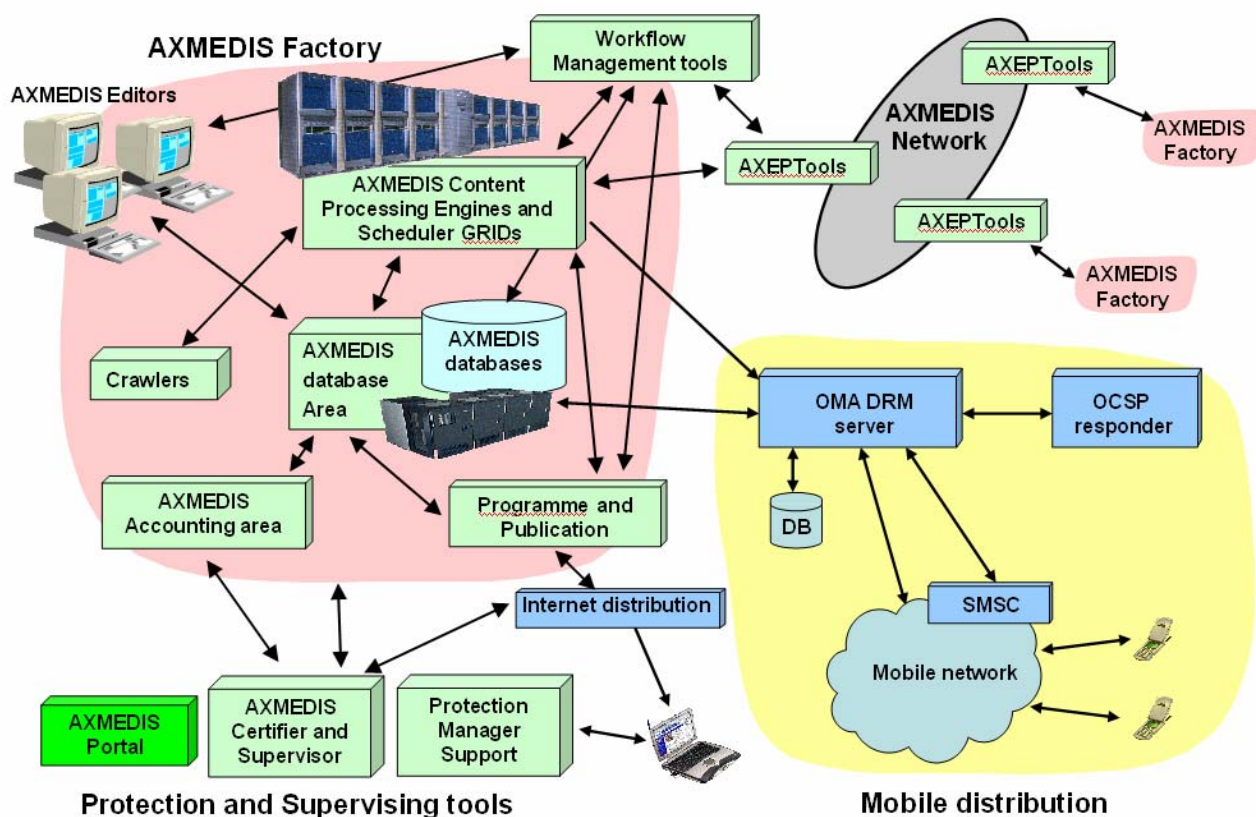 AXMEDIS Factory
Workflow
Management tools
AXEPTools
AXMEDIS Editors
AXMEDIS
Network
AXMEDIS
Factory
AXEPTools
AXMEDIS Content
Processing Engines and
Scheduler GRIDs
AXEPTools
AXMEDIS
Factory
AXMEDIS
database
Area
AXMEDIS
databases
Crawlers
OMA DRM
server
OCSP
responder
AXMEDIS
Accounting area
Programme and
Publication
DB
Internet distribution
SMSC
Mobile network
AXMEDIS
Portal
AXMEDIS
Certifier and
Supervisor
Protection
Manager
Support
Protection and Supervising tools
Mobile distribution